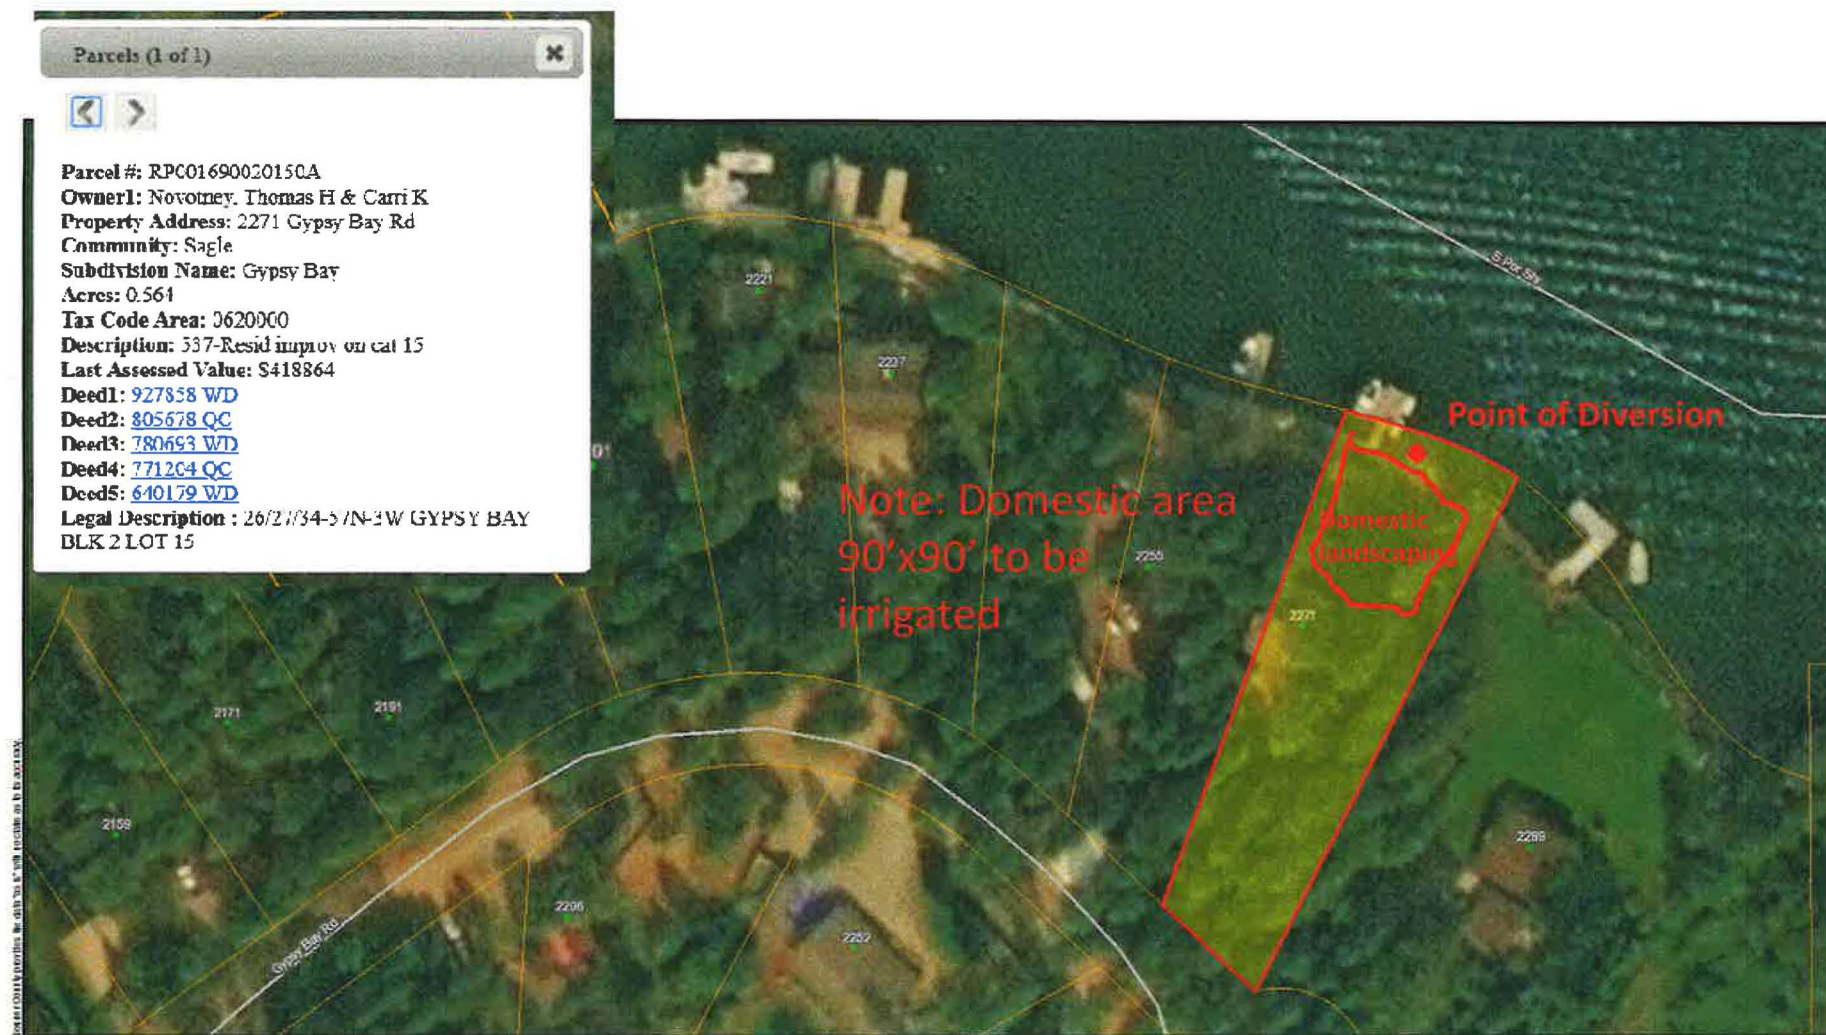 Parcels (1 of 1)
Parcel #: RP001690020150A
Owner1: Novotney, Thomas H & Carri K
Property Address: 2271 Gypsy Bay Rd
Community: Sagle
Subdivision Name: Gypsy Bay
Acres: 0.564
Tax Code Area: 0620000
Description: 537-Resid improv on cat 15
Last Assessed Value: $418864
Deed1: 927858 WD
Deed2: 805678 QC
Deed3: 780693 WD
Deed4: 771204 QC
Deed5: 640179 WD
Legal Description : 26/27/34-57N-3W GYPSY BAY
BLK 2 LOT 15
2221
2237
91
Point of Diversion
Note: Domestic area
90'x90' to be
irrigated
Domestic
landscaping
2255
2271
2171
2191
2159
2289
2252
Gypsy Bay Rd